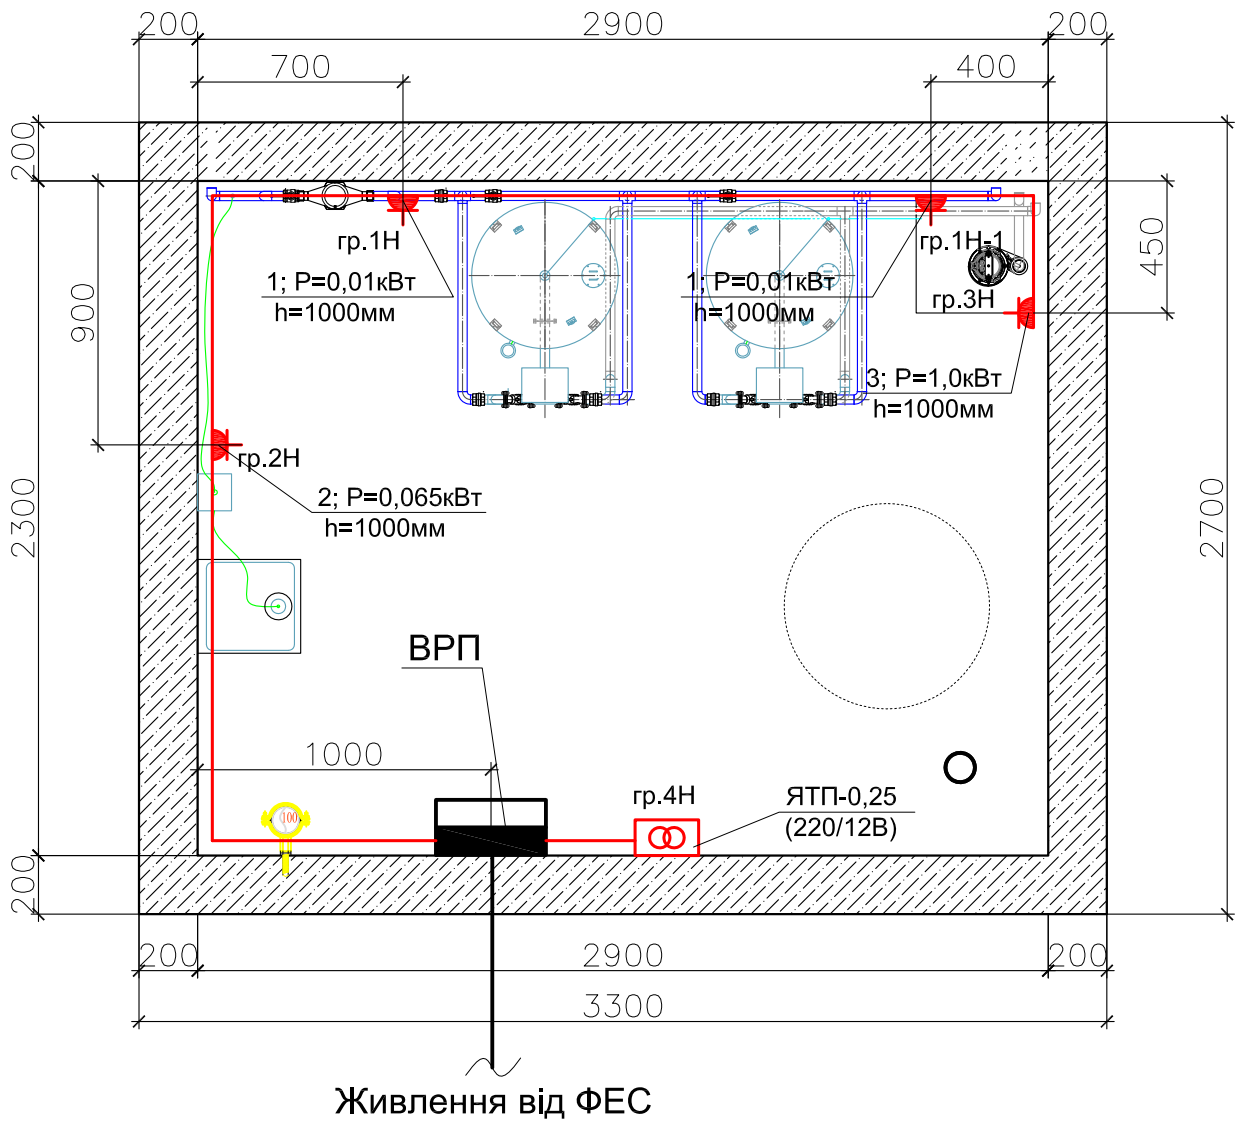 200
2900
200
700
400
200
900
2300
200
450
2700
гр.1Н
гр.1Н-1
1; Р=0,01кВт
h=1000мм
1; Р=0,01кВт
h=1000мм
гр.3Н
3; Р=1,0кВт
h=1000мм
гр.2Н
2; Р=0,065кВт
h=1000мм
ВРП
1000
100
гр.4Н
ЯТП-0,25
(220/12В)
200
2900
200
3300
Живлення від ФЕС